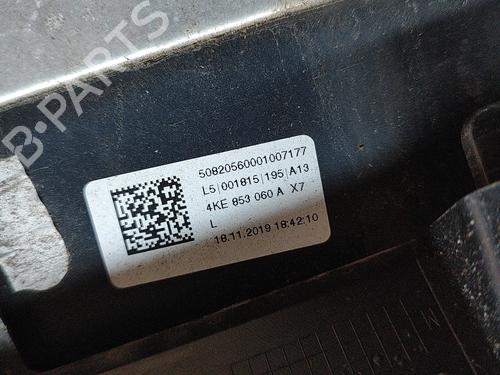 B-PARTS
50820560001007177
L5|001815|195|A13
4KE 853 060 A X7
L
18.11.2019 18:42:10